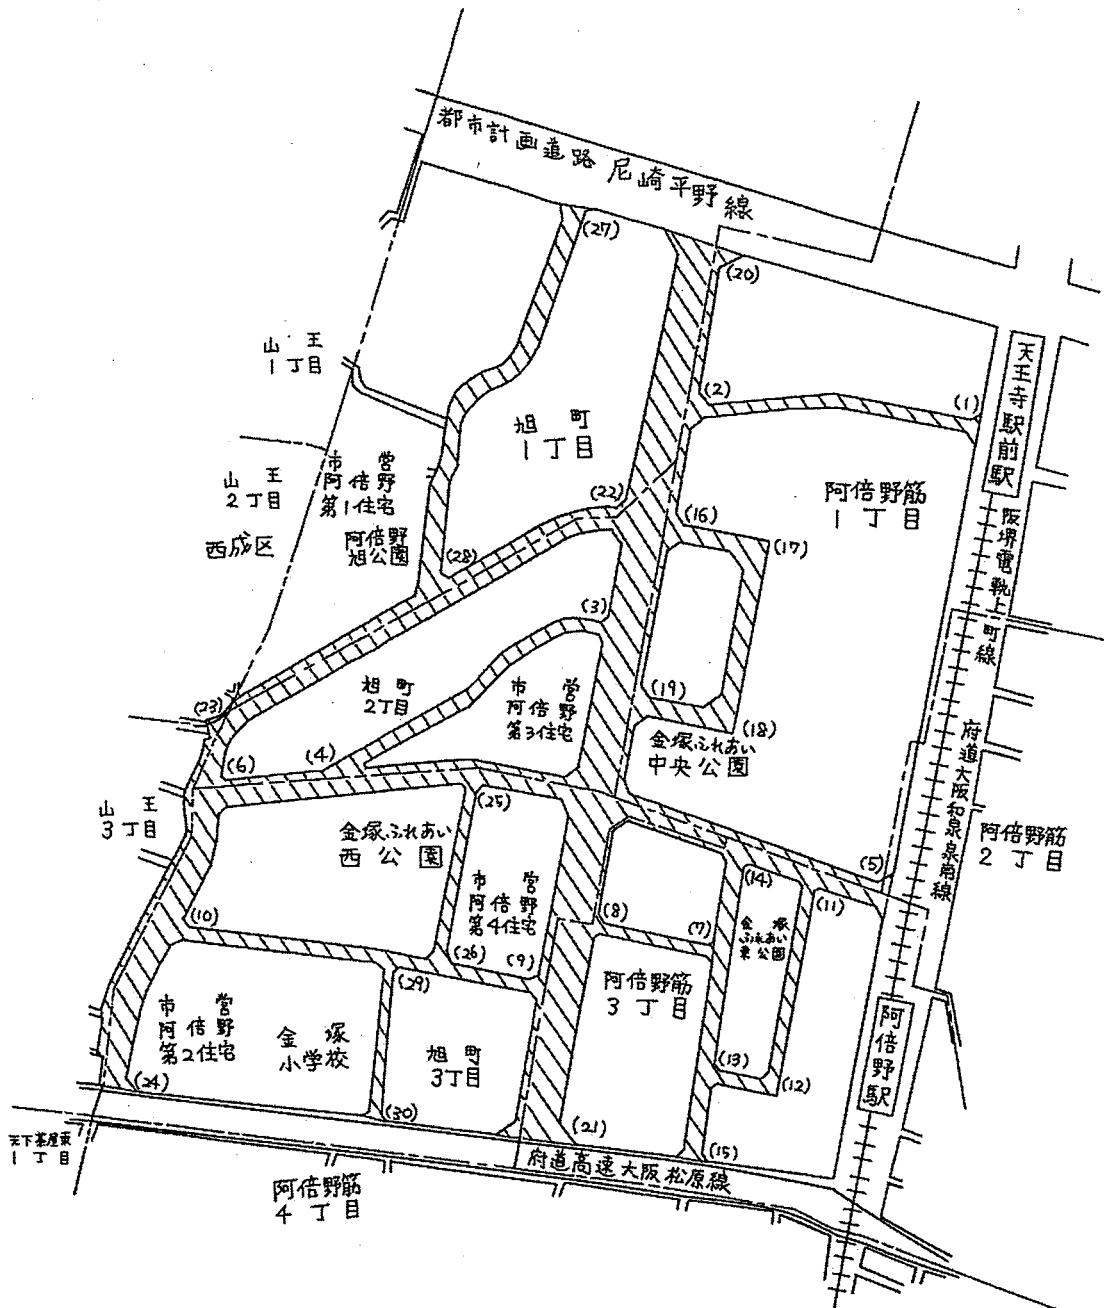 都市計画道路 尼崎平野線
(27)
(20)
山王
1丁目
天王寺駅前駅
(2)
(1)
旭町
1丁目
山王
2丁目
市営
阿倍野
第1住宅
阿倍野筋
1丁目
(22)
(16)
西成区
阿倍野
旭公園
(17)
(28)
阪堺電軌上町線
(3)
旭町
2丁目
市営
阿倍野
第3住宅
(19)
(23)
(18)
金塚ふれあい
中央公園
府道大阪和泉泉南線
(6)
(4)
山王
3丁目
(25)
金塚ふれあい
西公園
阿倍野筋
2丁目
(5)
市営
阿倍野
第4住宅
(14)
(11)
(10)
(8)
(7)
金塚
ふれあい
東公園
(26)
(9)
(29)
阿倍野筋
3丁目
市営
阿倍野
第2住宅
金塚
小学校
旭町
3丁目
阿倍野駅
(13)
(12)
(24)
(30)
(21)
(15)
天下茶屋東
1丁目
府道高速大阪松原線
阿倍野筋
4丁目